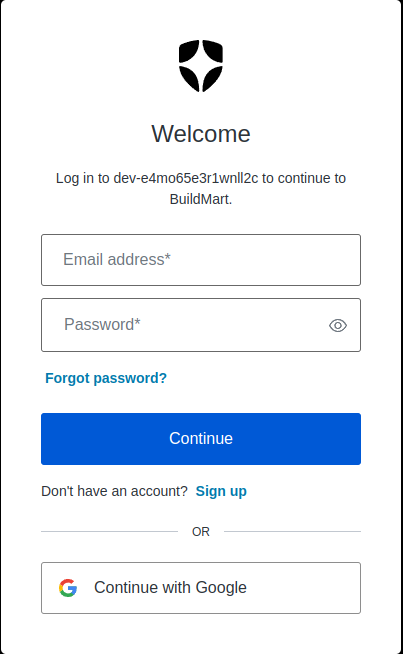 Welcome
Log in to dev-e4mo65e3r1wnll2c to continue to
BuildMart.
Email address*
Password*
Forgot password?
Continue
Don't have an account? Sign up
OR
Continue with Google